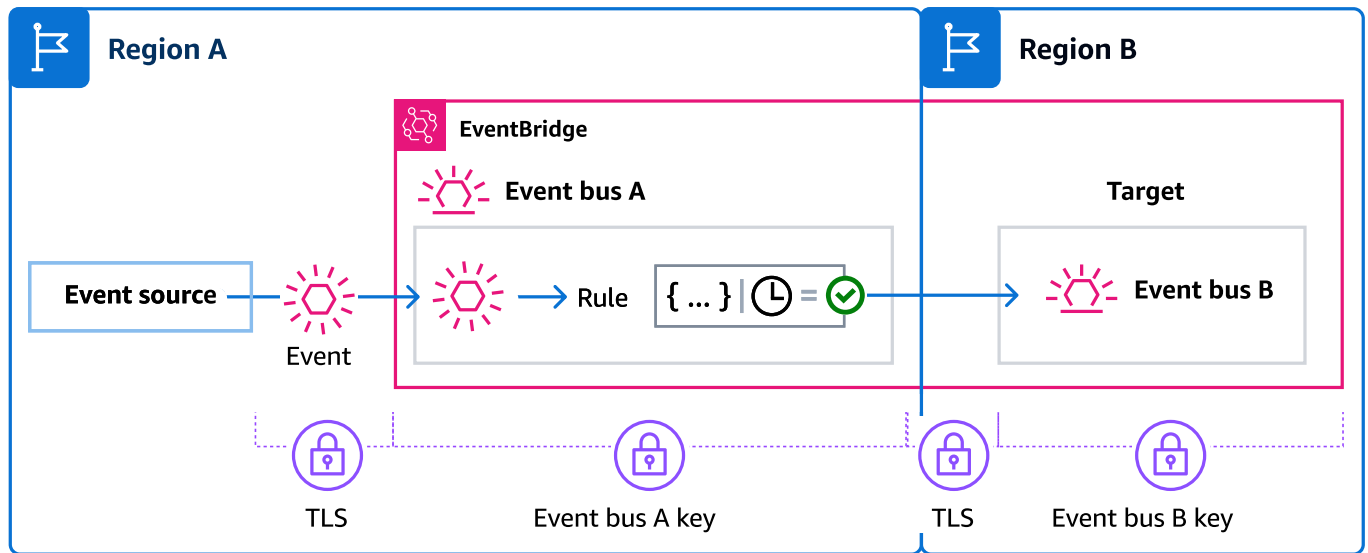 Region A
Region B
EventBridge
Event bus A
Target
Event source
Event
Rule
{ ... } | =
Event bus B
TLS
Event bus A key
TLS
Event bus B key